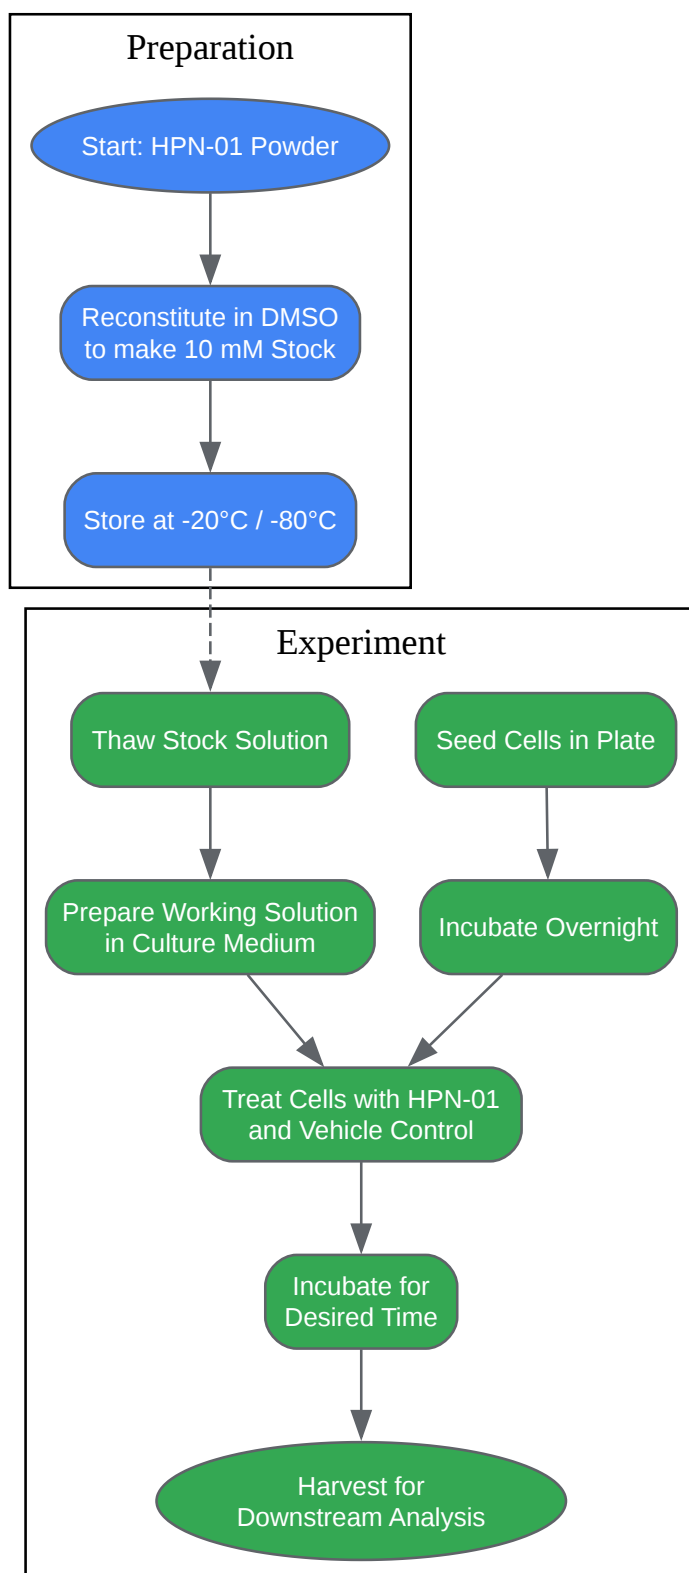 Preparation
Start: HPN-01 Powder
Reconstitute in DMSO
to make 10 mM Stock
Store at -20°C / -80°C
Experiment
Thaw Stock Solution
Seed Cells in Plate
Prepare Working Solution
in Culture Medium
Incubate Overnight
Treat Cells with HPN-01
and Vehicle Control
Incubate for
Desired Time
Harvest for
Downstream Analysis